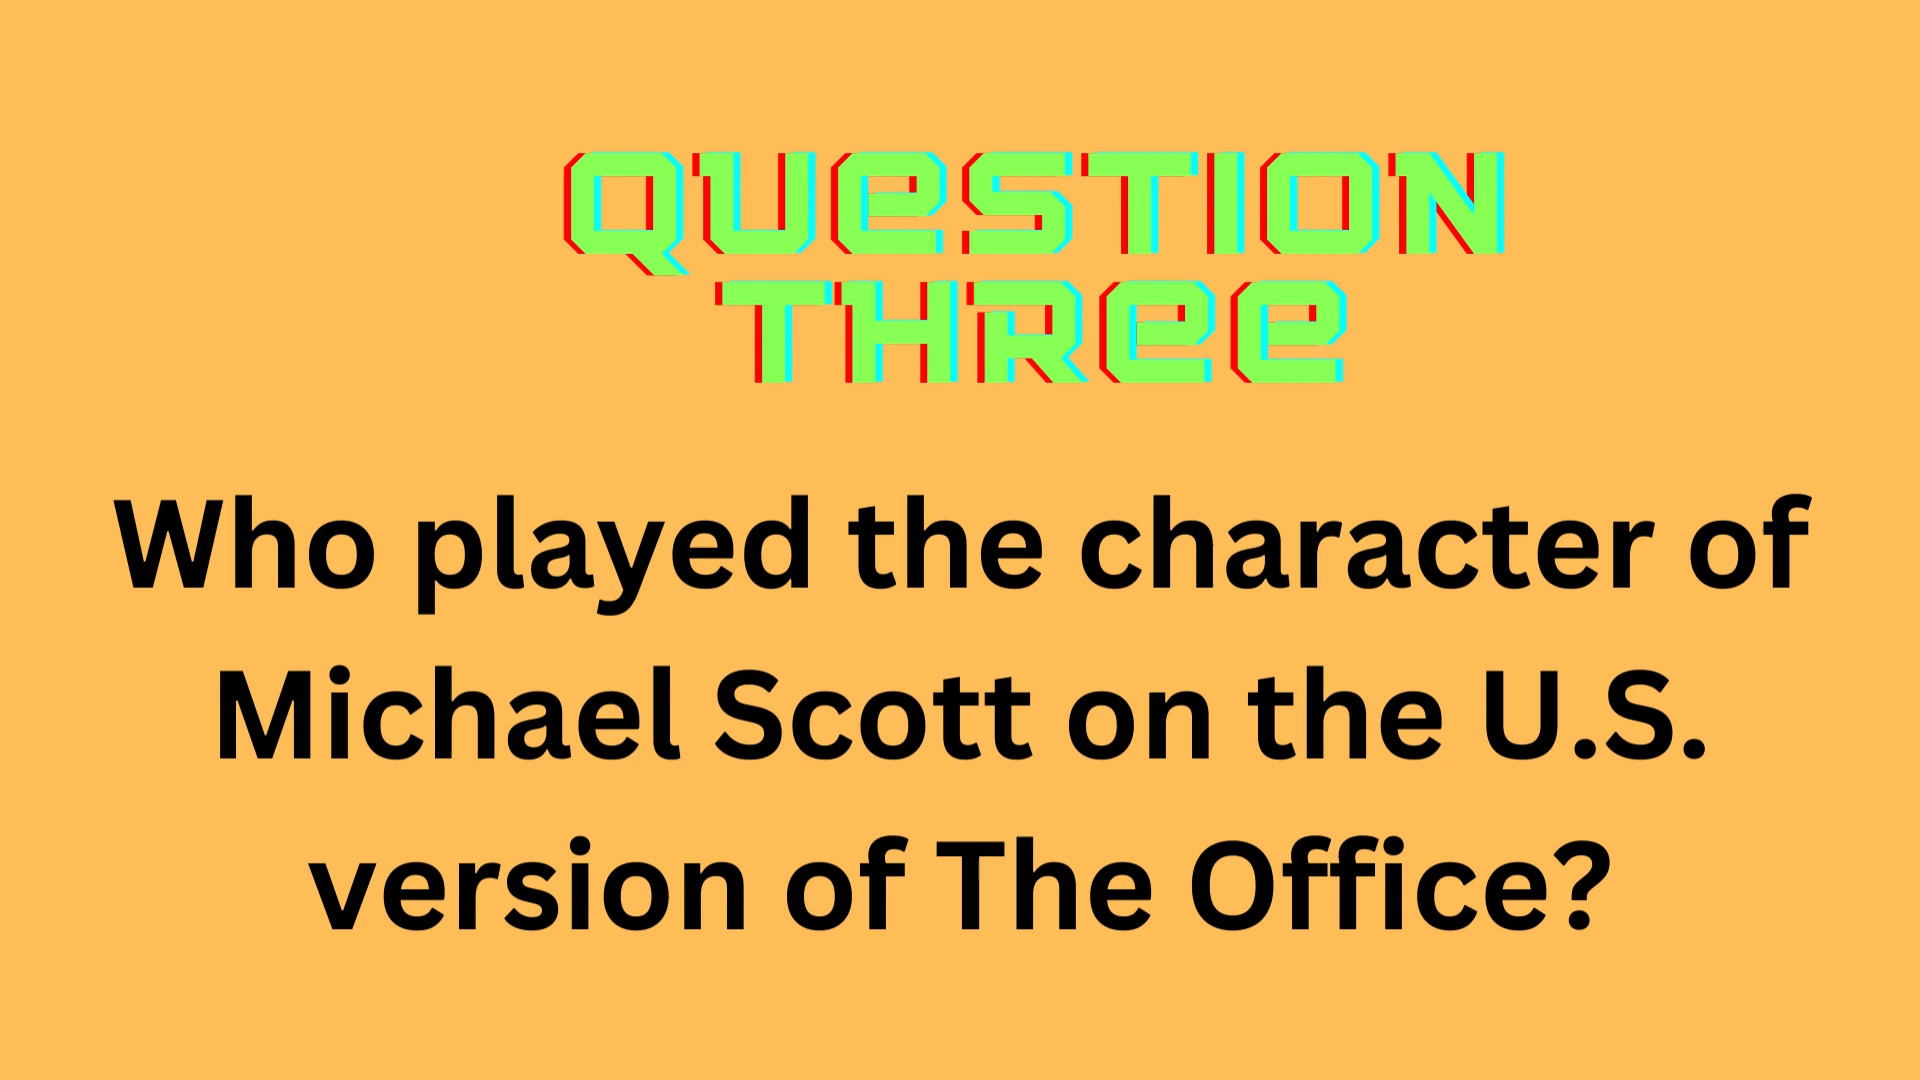 QUESTION
THREE
Who played the character of
Michael Scott on the U.S.
version of The Office?